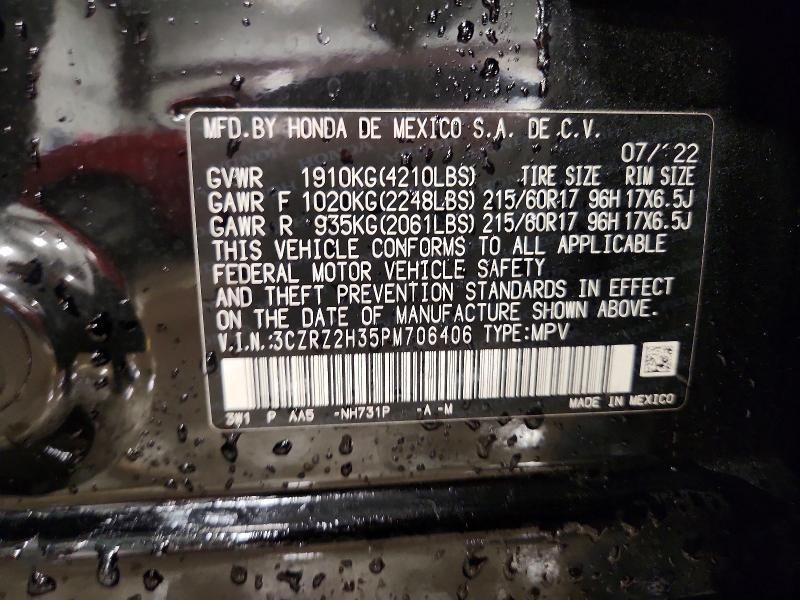 MFD.BY HONDA DE MEXICO S.A. DE C.V.
07/22
GVWR 1910KG(4210LBS) TIRE SIZE RIM SIZE
GAWR F 1020KG(2248LBS) 215/60R17 96H 17X6.5J
GAWR R 935KG(2061LBS) 215/60R17 96H 17X6.5J
THIS VEHICLE CONFORMS TO ALL APPLICABLE
FEDERAL MOTOR VEHICLE SAFETY
AND THEFT PREVENTION STANDARDS IN EFFECT
ON THE DATE OF MANUFACTURE SHOWN ABOVE.
V.I.N.:3CZRZ2H35PM706406 TYPE:MPV
3W1 P AA5 -NH731P -A -M MADE IN MEXICO